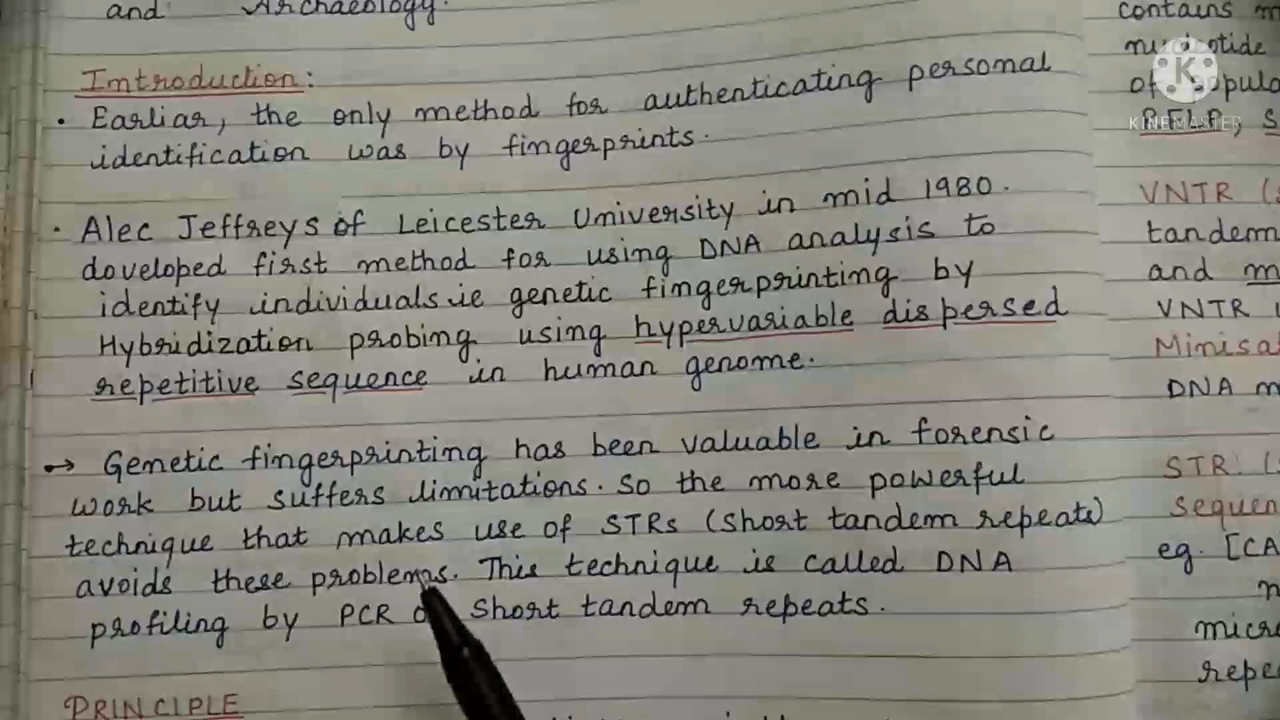 and Archaeology.
Introduction:
• Earliar, the only method for authenticating personal
identification was by fingerprints.
• Alec Jeffreys of Leicester University in mid 1980.
doveloped first method for using DNA analysis to
identify individuals ie genetic fingerprinting by
Hybridization probing using hypervariable dispersed
repetitive sequence in human genome.
→ Genetic fingerprinting has been valuable in forensic
work but suffers limitations. So the more powerful
technique that makes use of STRs (short tandem repeats)
avoids these problems. This technique is called DNA
profiling by PCR short tandem repeats.
PRINCIPLE
contains
of
RFLP, S
VNTR (
tandem
and m
VNTR (
Minisa
DNA m
STR (
sequen
eg. [CA
n
micro
repe
K
KINEMASTER